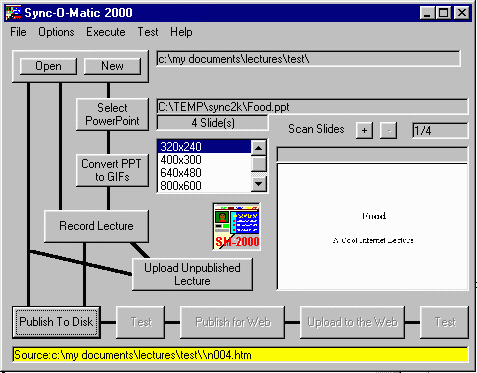 Sync-O-Matic 2000
File Options Execute Test Help
Open New
c:\my documents\lectures\test\
Select
PowerPoint
C:\TEMP\sync2k\Food.ppt
4 Slide(s)
Scan Slides + - 1/4
Convert PPT
to GIFs
320x240
400x300
640x480
800x600
Record Lecture
SM-2000
Food
A Cool Internet Lecture
Upload Unpublished
Lecture
Publish To Disk Test Publish for Web Upload to the Web Test
Source:c:\my documents\lectures\test\\n004.htm